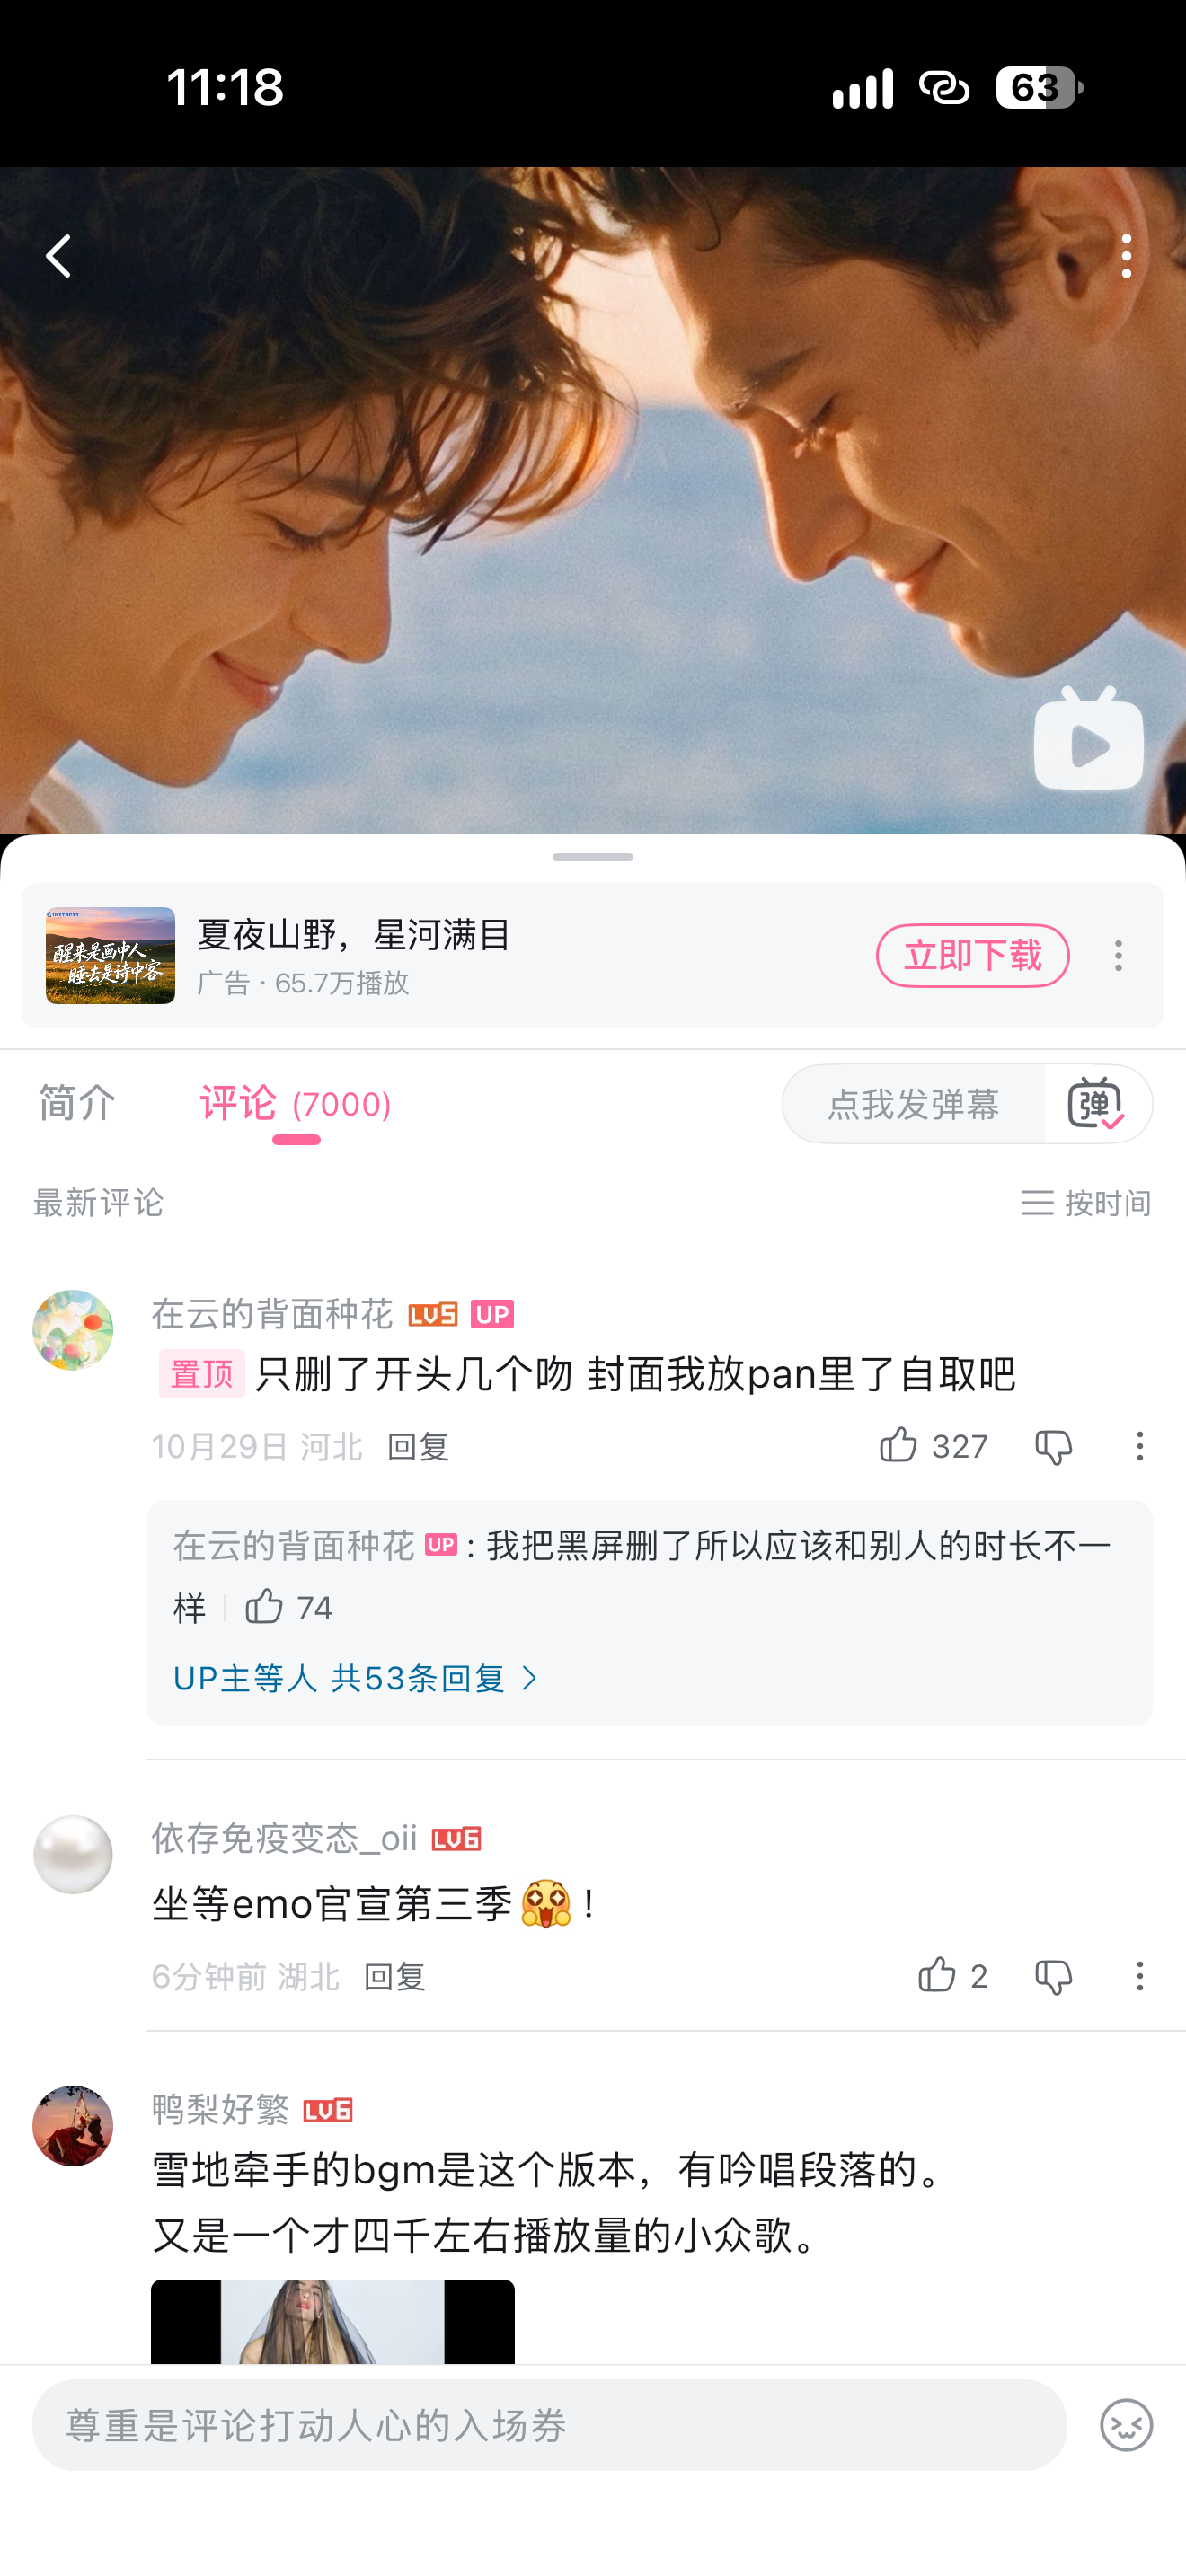 11:18
63
醒来是画中人
睡去是诗中客
夏夜山野，星河满目
广告 · 65.7万播放
立即下载
简介
评论 (7000)
点我发弹幕
弹
最新评论
按时间
在云的背面种花 LV5 UP
置顶 只删了开头几个吻 封面我放pan里了自取吧
10月29日 河北 回复
327
在云的背面种花 UP : 我把黑屏删了所以应该和别人的时长不一
样
74
UP主等人 共53条回复
依存免疫变态_oii LV6
坐等emo官宣第三季！
6分钟前 湖北 回复
2
鸭梨好繁 LV6
雪地牵手的bgm是这个版本，有吟唱段落的。
又是一个才四千左右播放量的小众歌。
尊重是评论打动人心的入场券